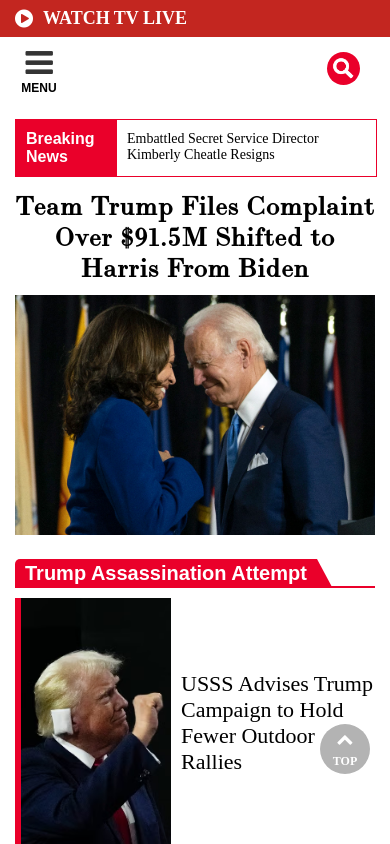 WATCH TV LIVE
MENU
Breaking
News
Embattled Secret Service Director
Kimberly Cheatle Resigns
Team Trump Files Complaint
Over $91.5M Shifted to
Harris From Biden
Trump Assassination Attempt
USSS Advises Trump
Campaign to Hold
Fewer Outdoor
Rallies
TOP